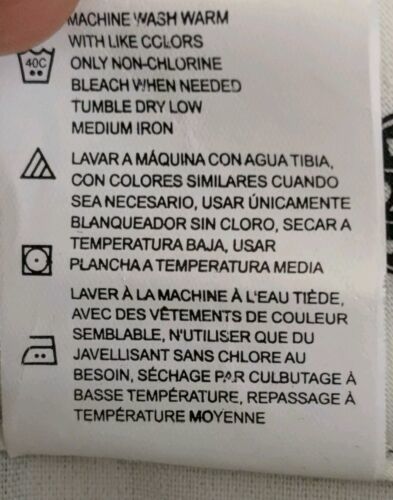 MACHINE WASH WARM
WITH LIKE COLORS
40C
ONLY NON-CHLORINE
BLEACH WHEN NEEDED
TUMBLE DRY LOW
MEDIUM IRON
LAVAR A MÁQUINA CON AGUA TIBIA,
CON COLORES SIMILARES CUANDO
SEA NECESARIO, USAR ÚNICAMENTE
BLANQUEADOR SIN CLORO, SECAR A
TEMPERATURA BAJA, USAR
PLANCHA A TEMPERATURA MEDIA
LAVER À LA MACHINE À L'EAU TIÈDE,
AVEC DES VÊTEMENTS DE COULEUR
SEMBLABLE, N'UTILISER QUE DU
JAVELLISANT SANS CHLORE AU
BESOIN, SÉCHAGE PAR CULBUTAGE À
BASSE TEMPÉRATURE, REPASSAGE À
TEMPÉRATURE MOYENNE